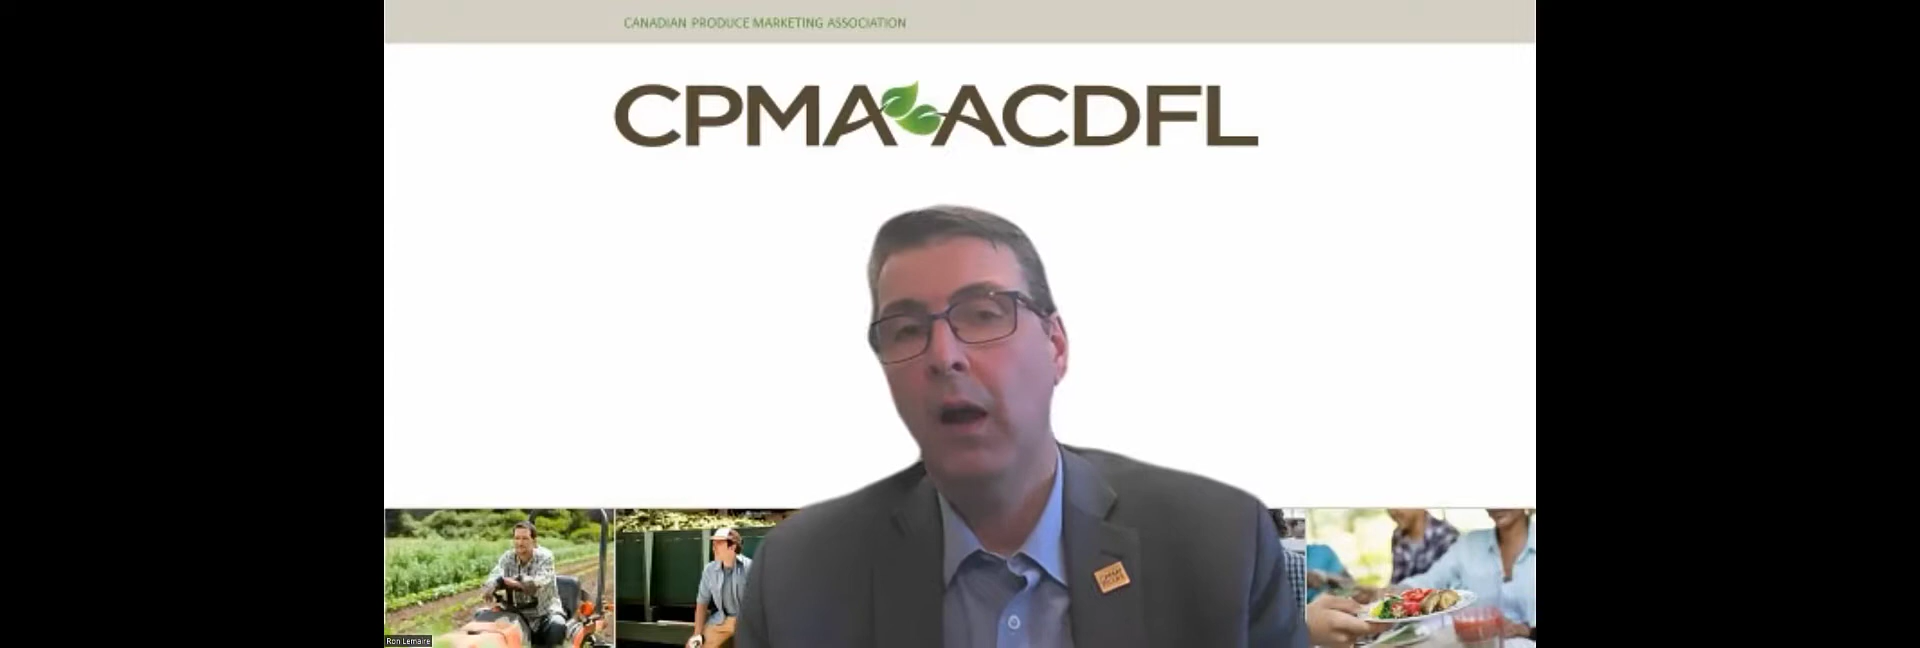 CANADIAN PRODUCE MARKETING ASSOCIATION
CPMA ACDFL
Ron Lemaire